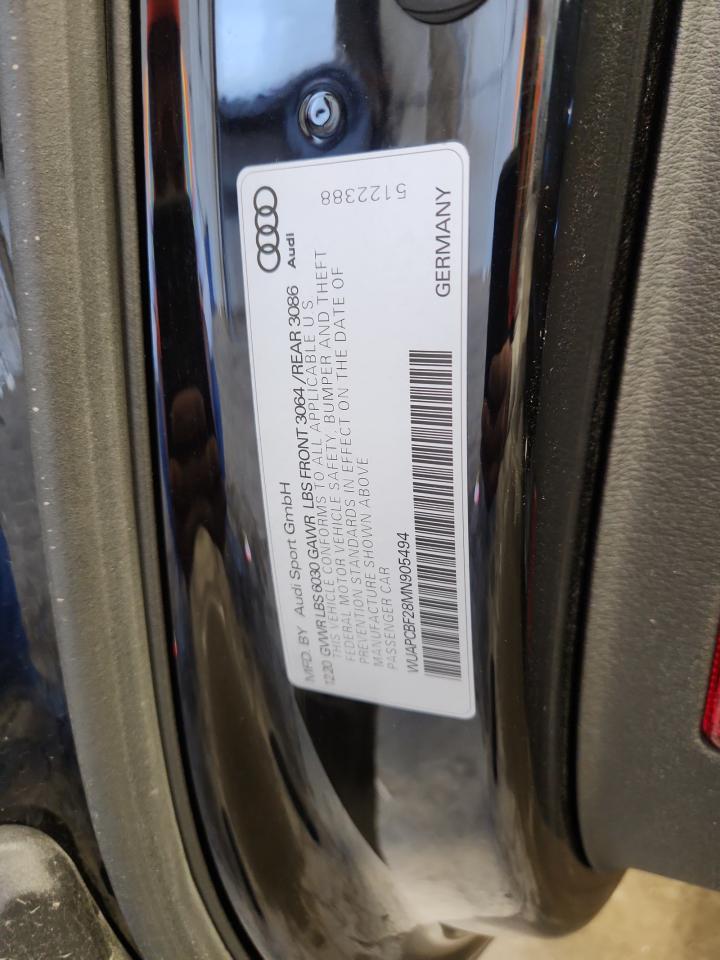 MFD. BY Audi Sport GmbH
12.20 GVWR LBS 6030 GAWR LBS FRONT 3064 / REAR 3086
THIS VEHICLE CONFORMS TO ALL APPLICABLE U S
FEDERAL MOTOR VEHICLE SAFETY, BUMPER AND THEFT
PREVENTION STANDARDS IN EFFECT ON THE DATE OF
MANUFACTURE SHOWN ABOVE
PASSENGER CAR
WUAPCBF28MN905494
Audi
GERMANY
5122388